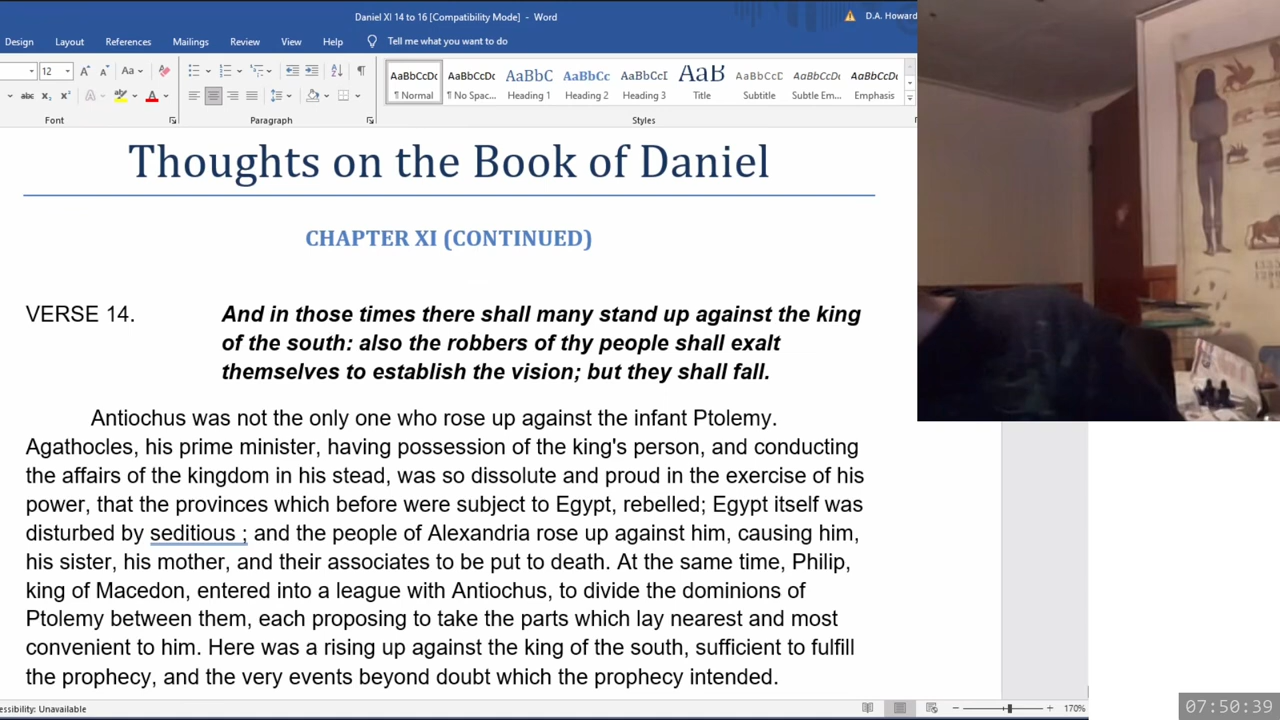 Daniel XI 14 to 16 [Compatibility Mode] - Word
D.A. Howard
Design Layout References Mailings Review View Help Tell me what you want to do
12
AaBbCcDc AaBbCcDc AaBbC AaBbCc AaBbCcI AaB AaBbCcD AaBbCcDt AaBbCcDt
¶ Normal ¶ No Spac... Heading 1 Heading 2 Heading 3 Title Subtitle Subtle Em... Emphasis
Font Paragraph Styles
Thoughts on the Book of Daniel
CHAPTER XI (CONTINUED)
VERSE 14. And in those times there shall many stand up against the king
of the south: also the robbers of thy people shall exalt
themselves to establish the vision; but they shall fall.
Antiochus was not the only one who rose up against the infant Ptolemy.
Agathocles, his prime minister, having possession of the king's person, and conducting
the affairs of the kingdom in his stead, was so dissolute and proud in the exercise of his
power, that the provinces which before were subject to Egypt, rebelled; Egypt itself was
disturbed by seditious ; and the people of Alexandria rose up against him, causing him,
his sister, his mother, and their associates to be put to death. At the same time, Philip,
king of Macedon, entered into a league with Antiochus, to divide the dominions of
Ptolemy between them, each proposing to take the parts which lay nearest and most
convenient to him. Here was a rising up against the king of the south, sufficient to fulfill
the prophecy, and the very events beyond doubt which the prophecy intended.
essibility: Unavailable
170%
07:50:39